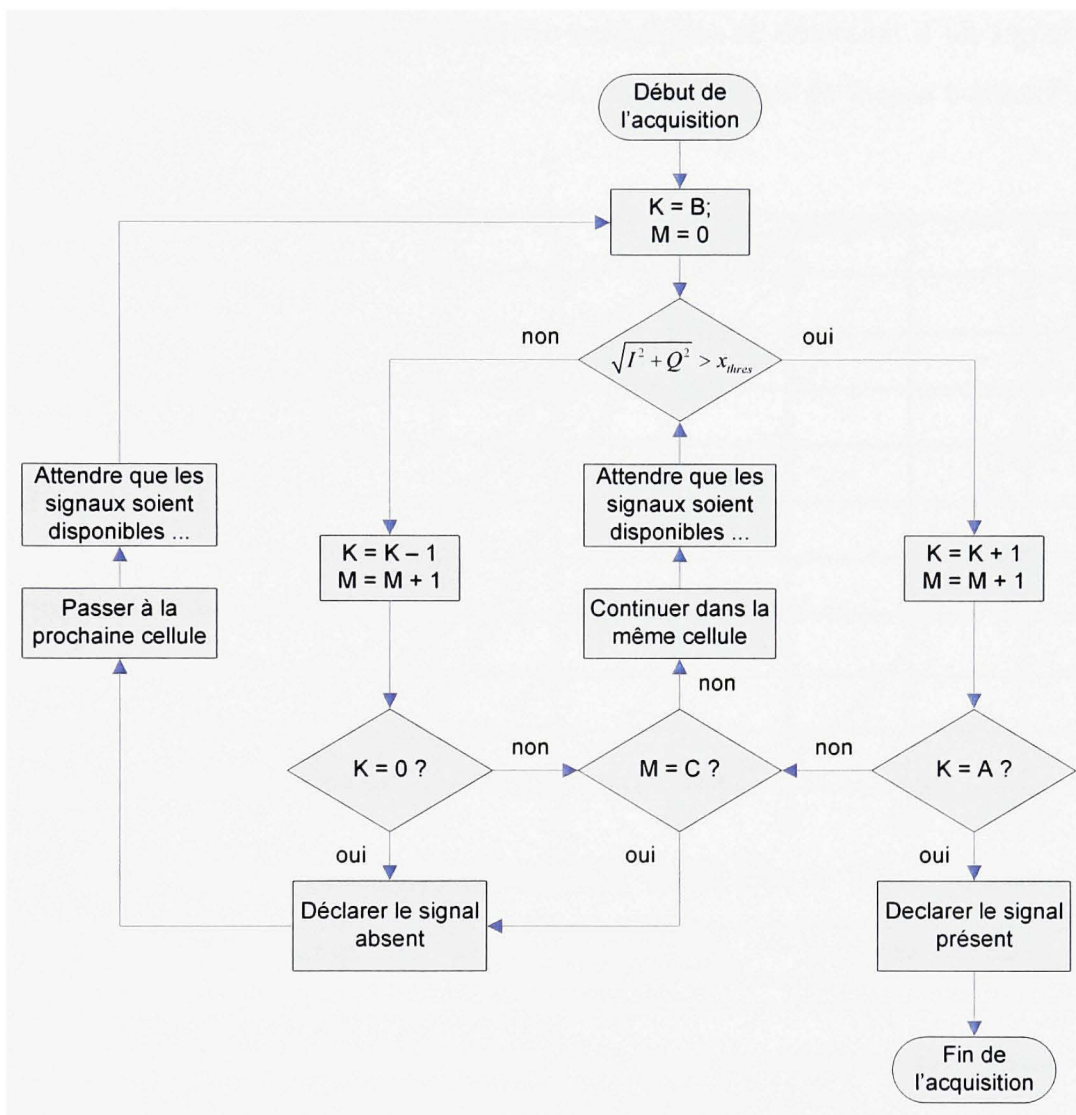 Début de
l'acquisition
K = B;
M = 0
non
√I² + Q² > x_thres
oui
Attendre que les
signaux soient
disponibles ...
Attendre que les
signaux soient
disponibles ...
K = K – 1
M = M + 1
K = K + 1
M = M + 1
Passer à la
prochaine cellule
Continuer dans la
même cellule
non
K = 0 ?
non
M = C ?
non
K = A ?
oui
oui
oui
Déclarer le signal
absent
Declarer le signal
présent
Fin de
l'acquisition